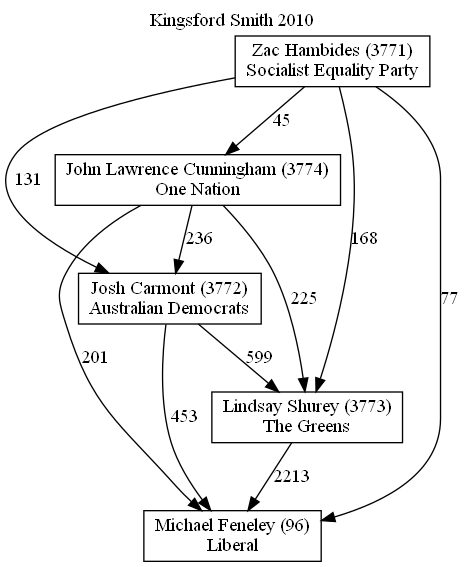 Kingsford Smith 2010
Zac Hambides (3771)
Socialist Equality Party
45
John Lawrence Cunningham (3774)
One Nation
131
236
168
Josh Carmont (3772)
Australian Democrats
225
77
201
599
Lindsay Shurey (3773)
The Greens
453
2213
Michael Feneley (96)
Liberal